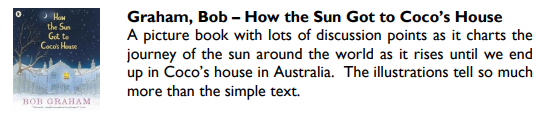 How
the Sun
Got to
Coco's House
BOB GRAHAM
Graham, Bob – How the Sun Got to Coco's House
A picture book with lots of discussion points as it charts the
journey of the sun around the world as it rises until we end
up in Coco's house in Australia.  The illustrations tell so much
more than the simple text.